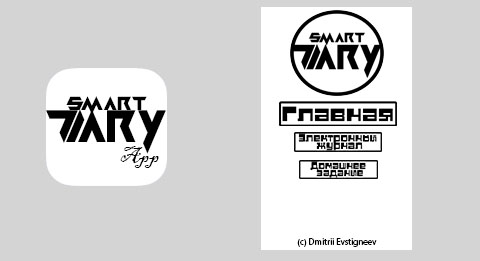 SMART
DIARY
App
SMART
DIARY
Главная
Электронный
журнал
Домашнее
задание
(c) Dmitrii Evstigneev